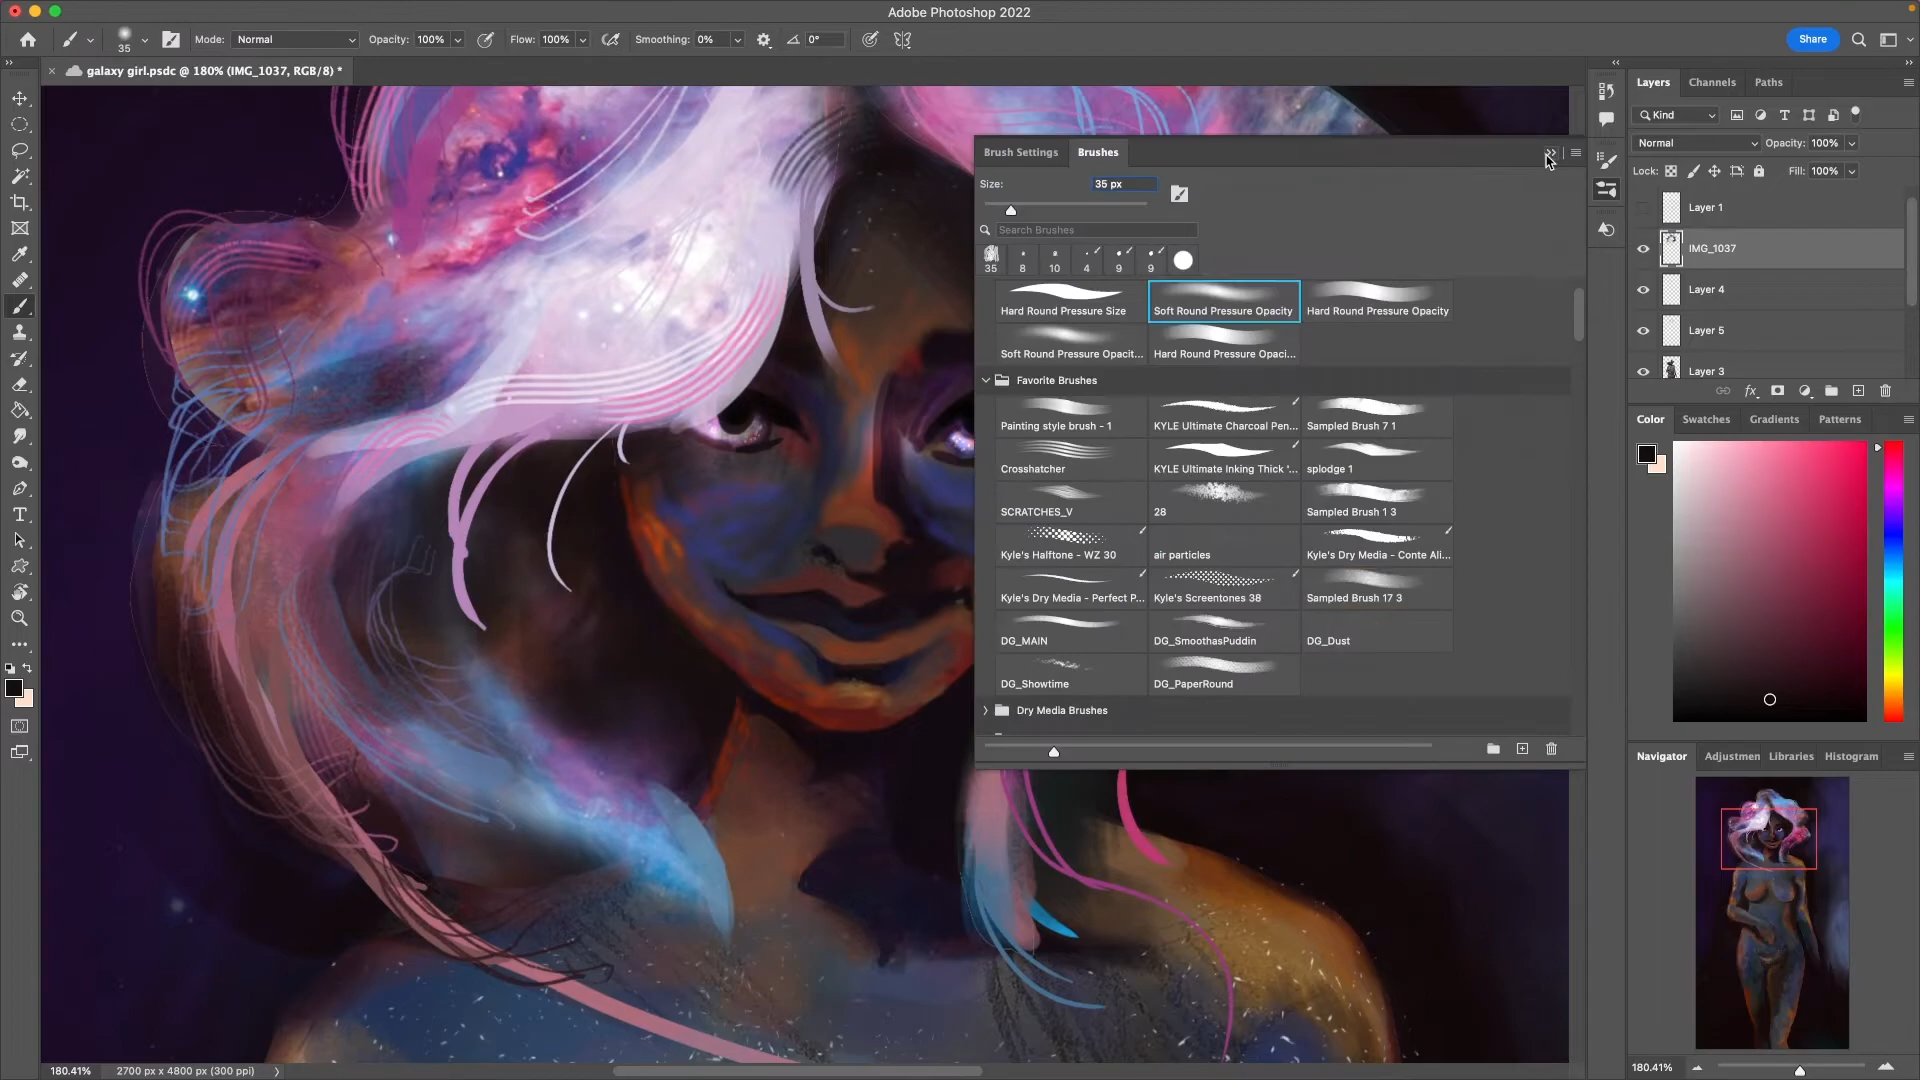 Adobe Photoshop 2022
35 Mode: Normal Opacity: 100% Flow: 100% Smoothing: 0% 0° Share
× galaxy girl.psdc @ 180% (IMG_1037, RGB/8) *
Brush Settings Brushes
Size: 35 px
Search Brushes
35 8 10 4 9 9
Hard Round Pressure Size Soft Round Pressure Opacity Hard Round Pressure Opacity
Soft Round Pressure Opacit... Hard Round Pressure Opaci...
Favorite Brushes
Painting style brush - 1 KYLE Ultimate Charcoal Pen... Sampled Brush 7 1
Crosshatcher KYLE Ultimate Inking Thick '... splodge 1
SCRATCHES_V 28 Sampled Brush 1 3
Kyle's Halftone - WZ 30 air particles Kyle's Dry Media - Conte Ali...
Kyle's Dry Media - Perfect P... Kyle's Screentones 38 Sampled Brush 17 3
DG_MAIN DG_SmoothasPuddin DG_Dust
DG_Showtime DG_PaperRound
Dry Media Brushes
Layers Channels Paths
Kind
Normal Opacity: 100%
Lock: Fill: 100%
Layer 1
IMG_1037
Layer 4
Layer 5
Layer 3
fx
Color Swatches Gradients Patterns
Navigator Adjustmen Libraries Histogram
180.41%
180.41% 2700 px x 4800 px (300 ppi)